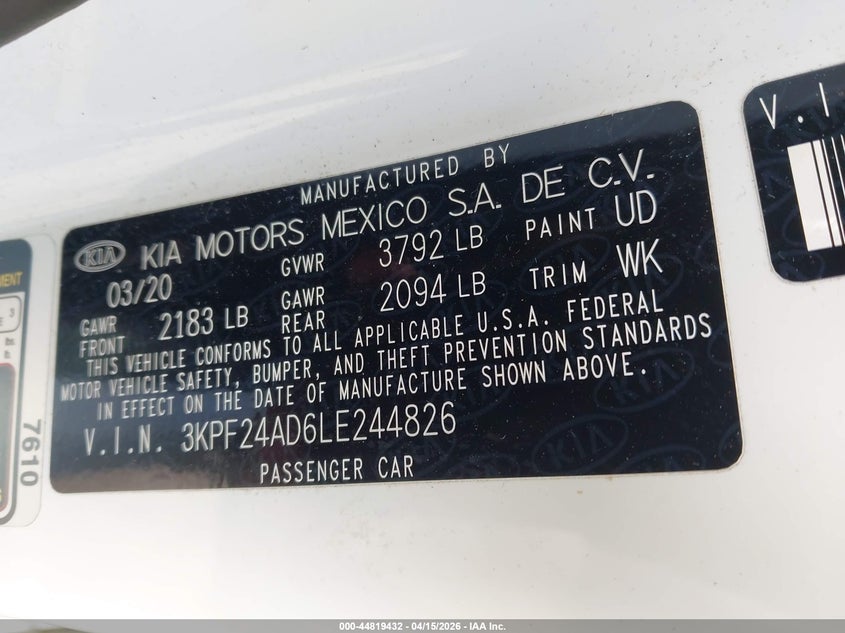 MANUFACTURED BY
KIA KIA MOTORS MEXICO S.A. DE C.V.
03/20 GVWR 3792 LB PAINT UD
GAWR FRONT 2183 LB GAWR REAR 2094 LB TRIM WK
THIS VEHICLE CONFORMS TO ALL APPLICABLE U.S.A. FEDERAL
MOTOR VEHICLE SAFETY, BUMPER, AND THEFT PREVENTION STANDARDS
IN EFFECT ON THE DATE OF MANUFACTURE SHOWN ABOVE.
V.I.N. 3KPF24AD6LE244826
PASSENGER CAR
7610
3
V.I
000-44819432 - 04/15/2026 - IAA Inc.